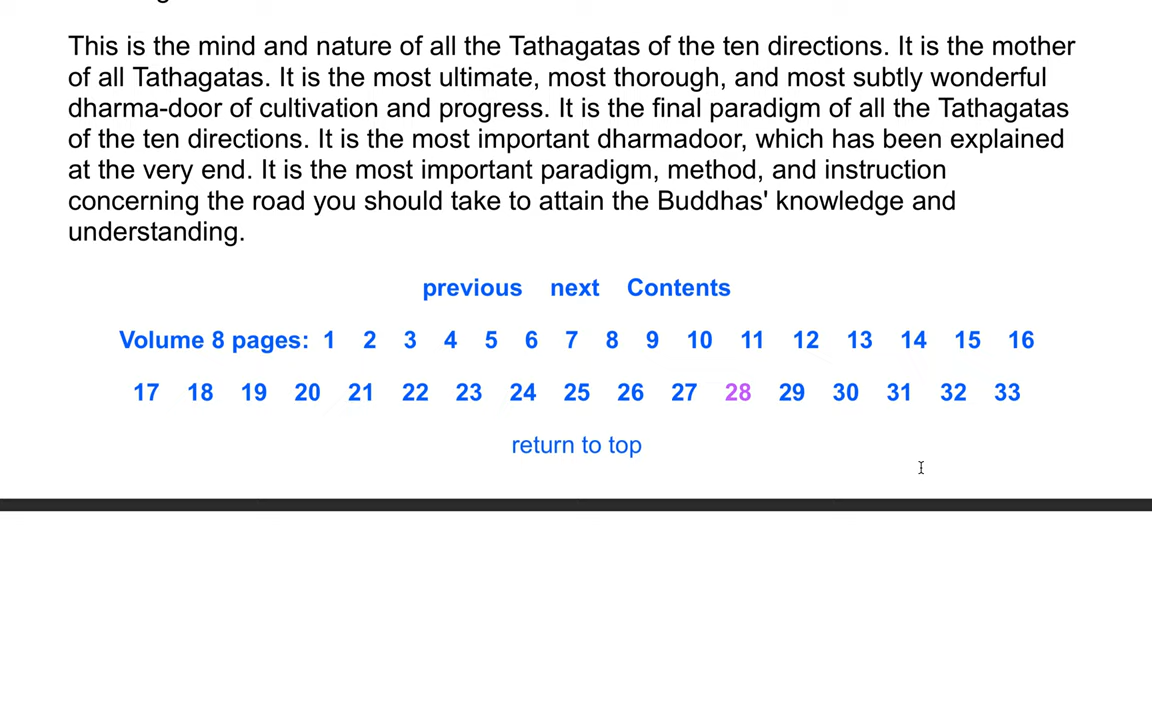 This is the mind and nature of all the Tathagatas of the ten directions. It is the mother
of all Tathagatas. It is the most ultimate, most thorough, and most subtly wonderful
dharma-door of cultivation and progress. It is the final paradigm of all the Tathagatas
of the ten directions. It is the most important dharmadoor, which has been explained
at the very end. It is the most important paradigm, method, and instruction
concerning the road you should take to attain the Buddhas' knowledge and
understanding.
previous next Contents
Volume 8 pages: 1 2 3 4 5 6 7 8 9 10 11 12 13 14 15 16
17 18 19 20 21 22 23 24 25 26 27 28 29 30 31 32 33
return to top